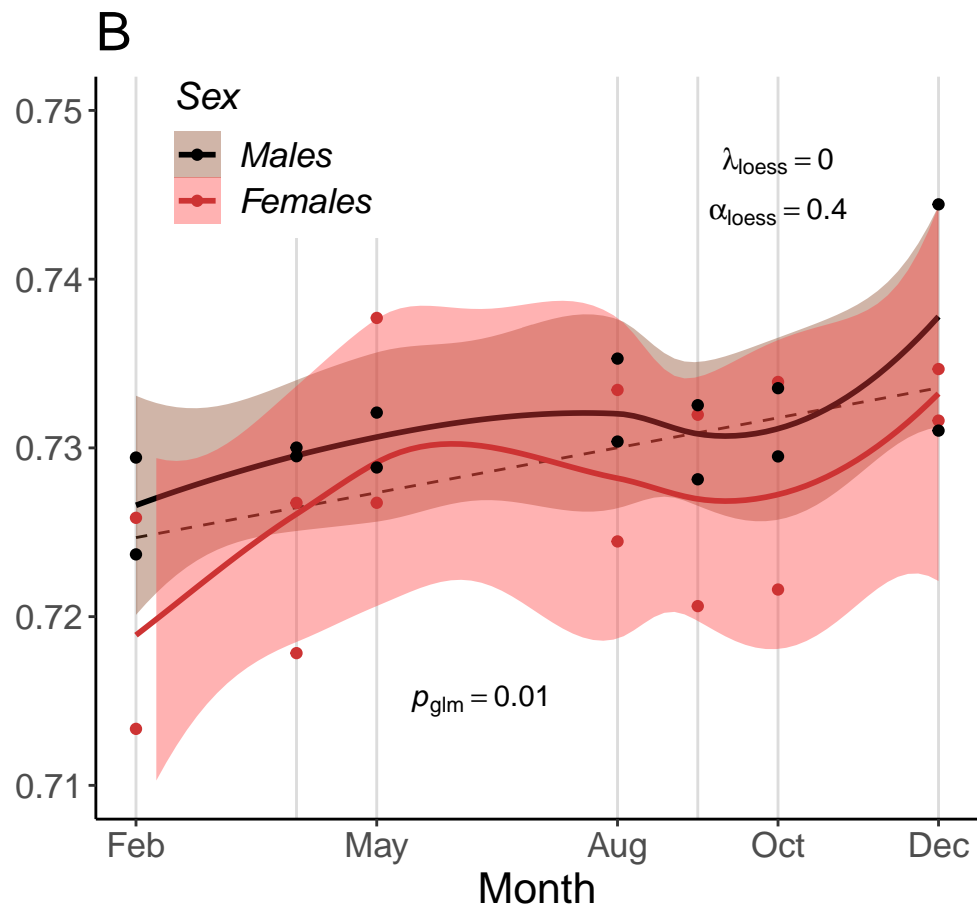 B
Sex
Males
Females
λloess = 0
αloess = 0.4
pglm = 0.01
0.75
0.74
0.73
0.72
0.71
Feb May Aug Oct Dec
Month